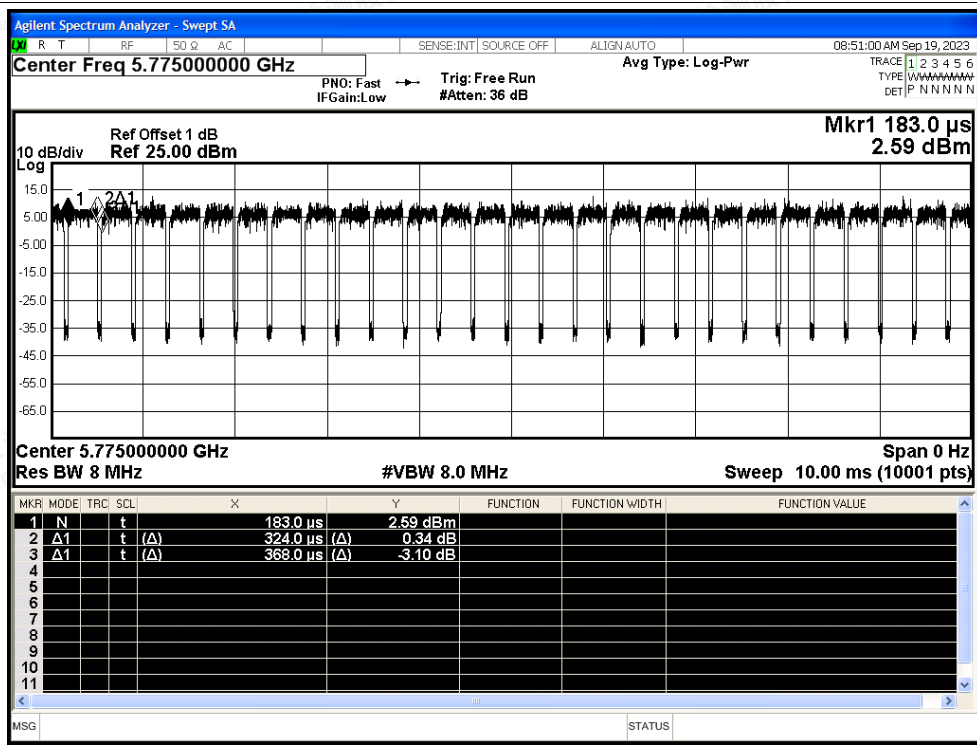 Agilent Spectrum Analyzer - Swept SA
LXI R T RF 50 Ω AC SENSE:INT SOURCE OFF ALIGN AUTO 08:51:00 AM Sep 19, 2023
Center Freq 5.775000000 GHz Avg Type: Log-Pwr TRACE 1 2 3 4 5 6
PNO: Fast Trig: Free Run TYPE
IFGain:Low #Atten: 36 dB DET P N N N N N
Mkr1 183.0 µs
2.59 dBm
Ref Offset 1 dB
10 dB/div Ref 25.00 dBm
Log
15.0
1 2Δ1
5.00
-5.00
-15.0
-25.0
-35.0
-45.0
-55.0
-65.0
Center 5.775000000 GHz Span 0 Hz
Res BW 8 MHz #VBW 8.0 MHz Sweep 10.00 ms (10001 pts)
MKR MODE TRC SCL X Y FUNCTION FUNCTION WIDTH FUNCTION VALUE
1 N t 183.0 µs 2.59 dBm
2 Δ1 t (Δ) 324.0 µs (Δ) 0.34 dB
3 Δ1 t (Δ) 368.0 µs (Δ) -3.10 dB
4
5
6
7
8
9
10
11
MSG STATUS